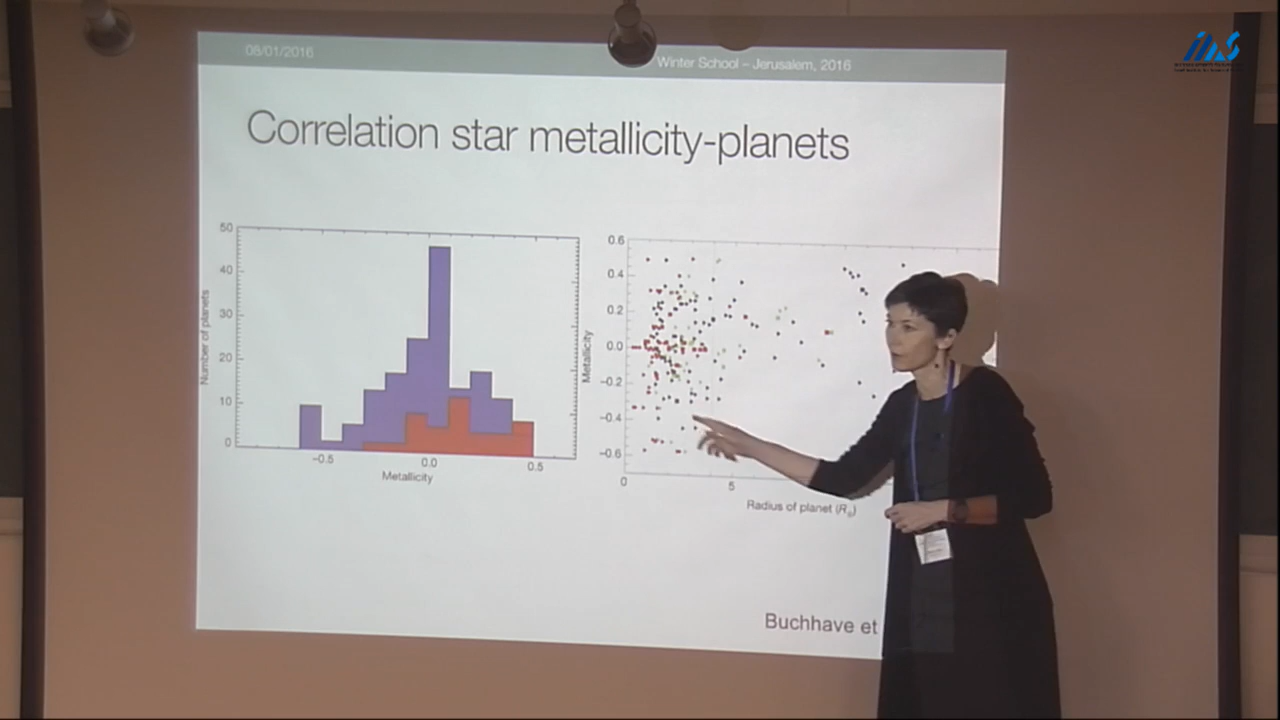 08/01/2016
Winter School – Jerusalem, 2016
Correlation star metallicity-planets
50
40
30
20
10
0
Number of planets
−0.5
0.0
0.5
Metallicity
0.6
0.4
0.2
0.0
−0.2
−0.4
−0.6
Metallicity
0
5
Radius of planet (R
Buchhave et